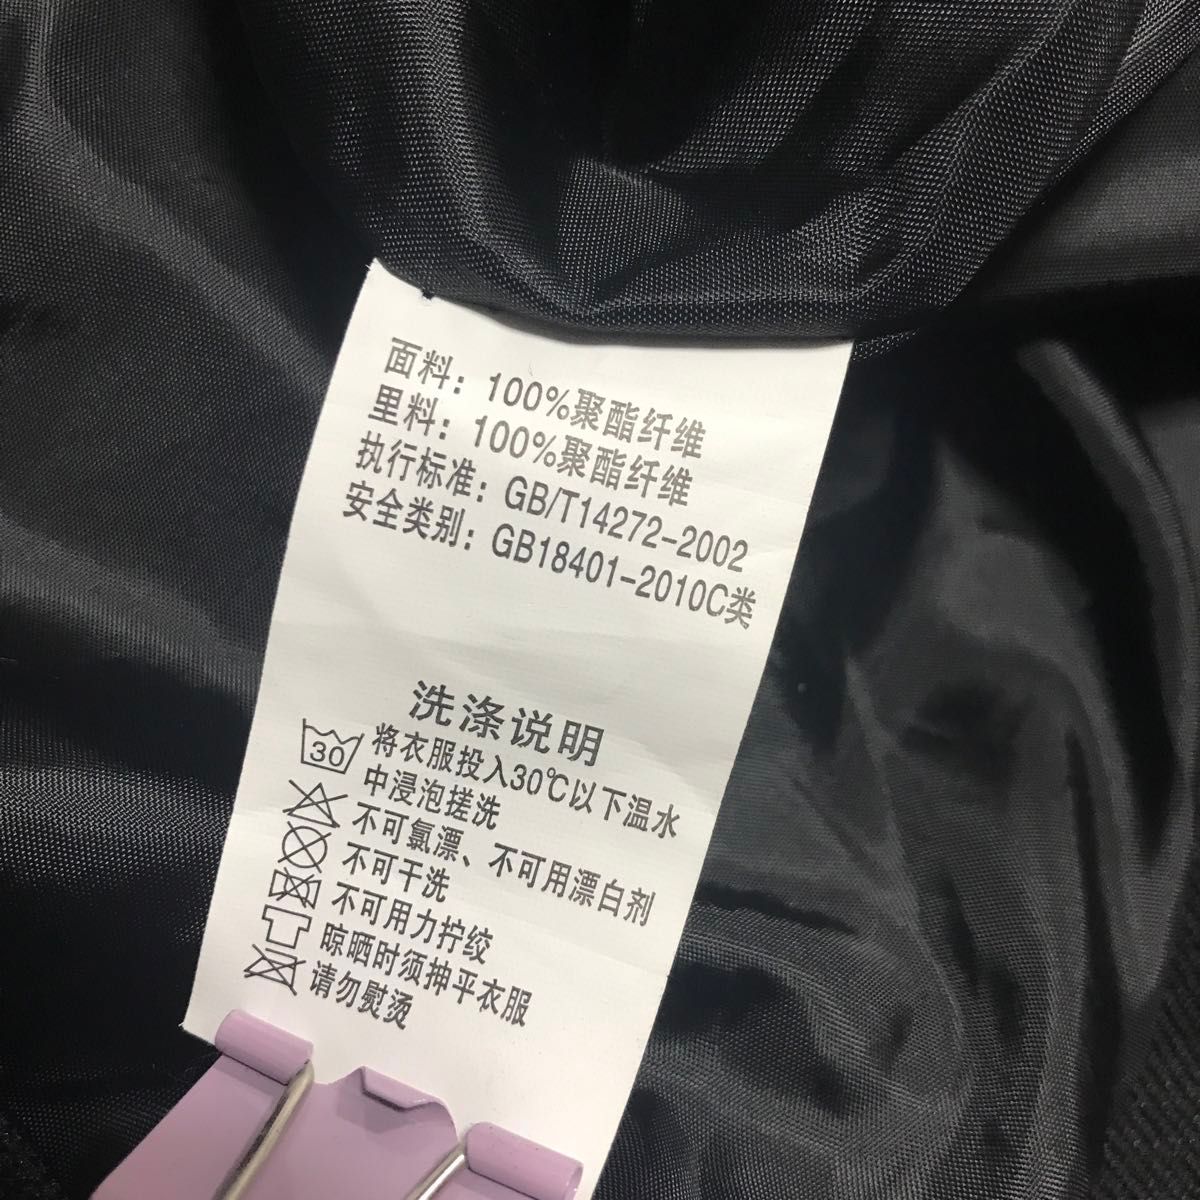 面料：100%聚酯纤维
里料：100%聚酯纤维
执行标准：GB/T14272-2002
安全类别：GB18401-2010C类
洗涤说明
30 将衣服投入30℃以下温水
中浸泡搓洗
不可氯漂、不可用漂白剂
不可干洗
不可用力拧绞
晾晒时须抻平衣服
请勿熨烫